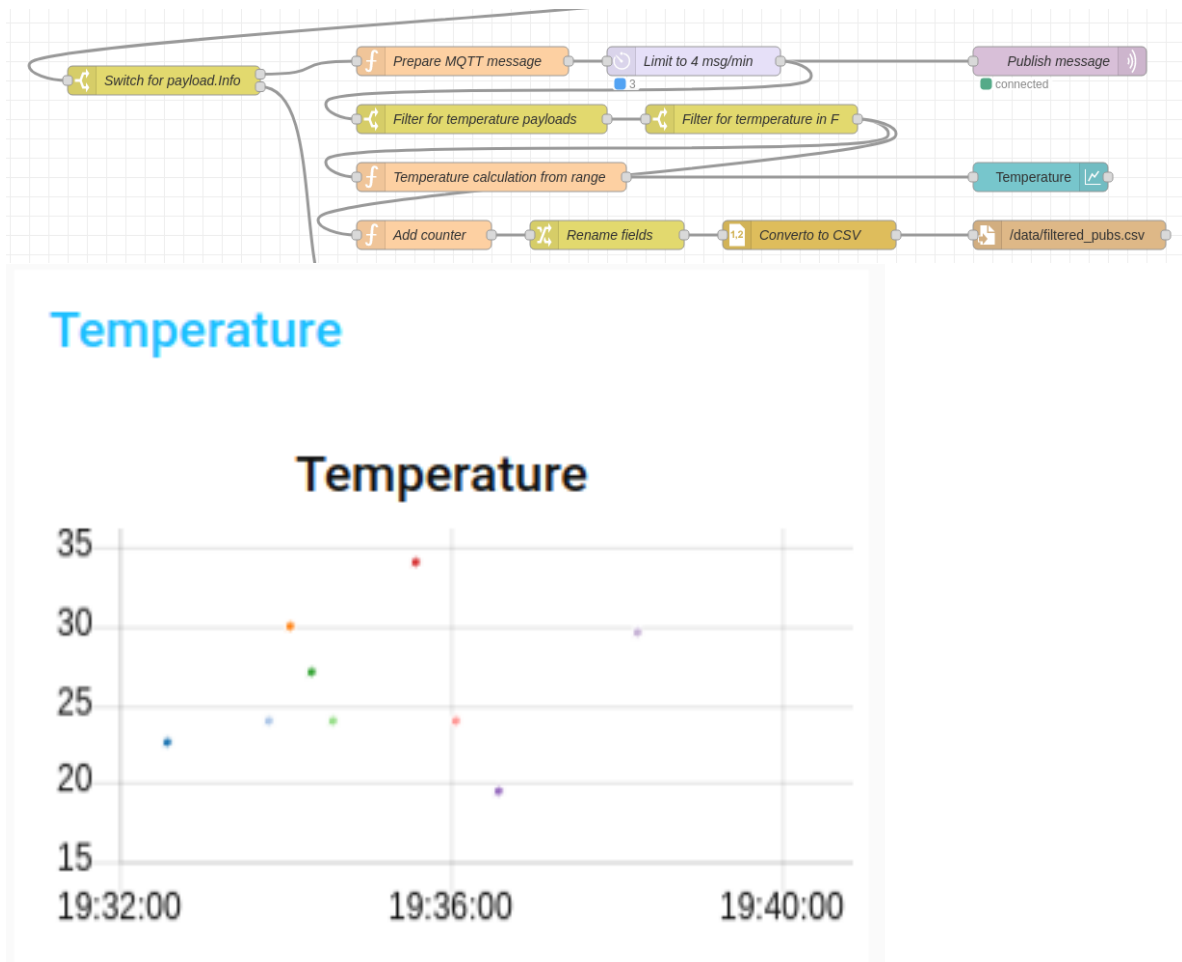 Prepare MQTT message
Limit to 4 msg/min
Publish message
Switch for payload.Info
3
connected
Filter for temperature payloads
Filter for termperature in F
Temperature calculation from range
Temperature
Add counter
Rename fields
1,2
Converto to CSV
/data/filtered_pubs.csv
Temperature
Temperature
35
30
25
20
15
19:32:00
19:36:00
19:40:00